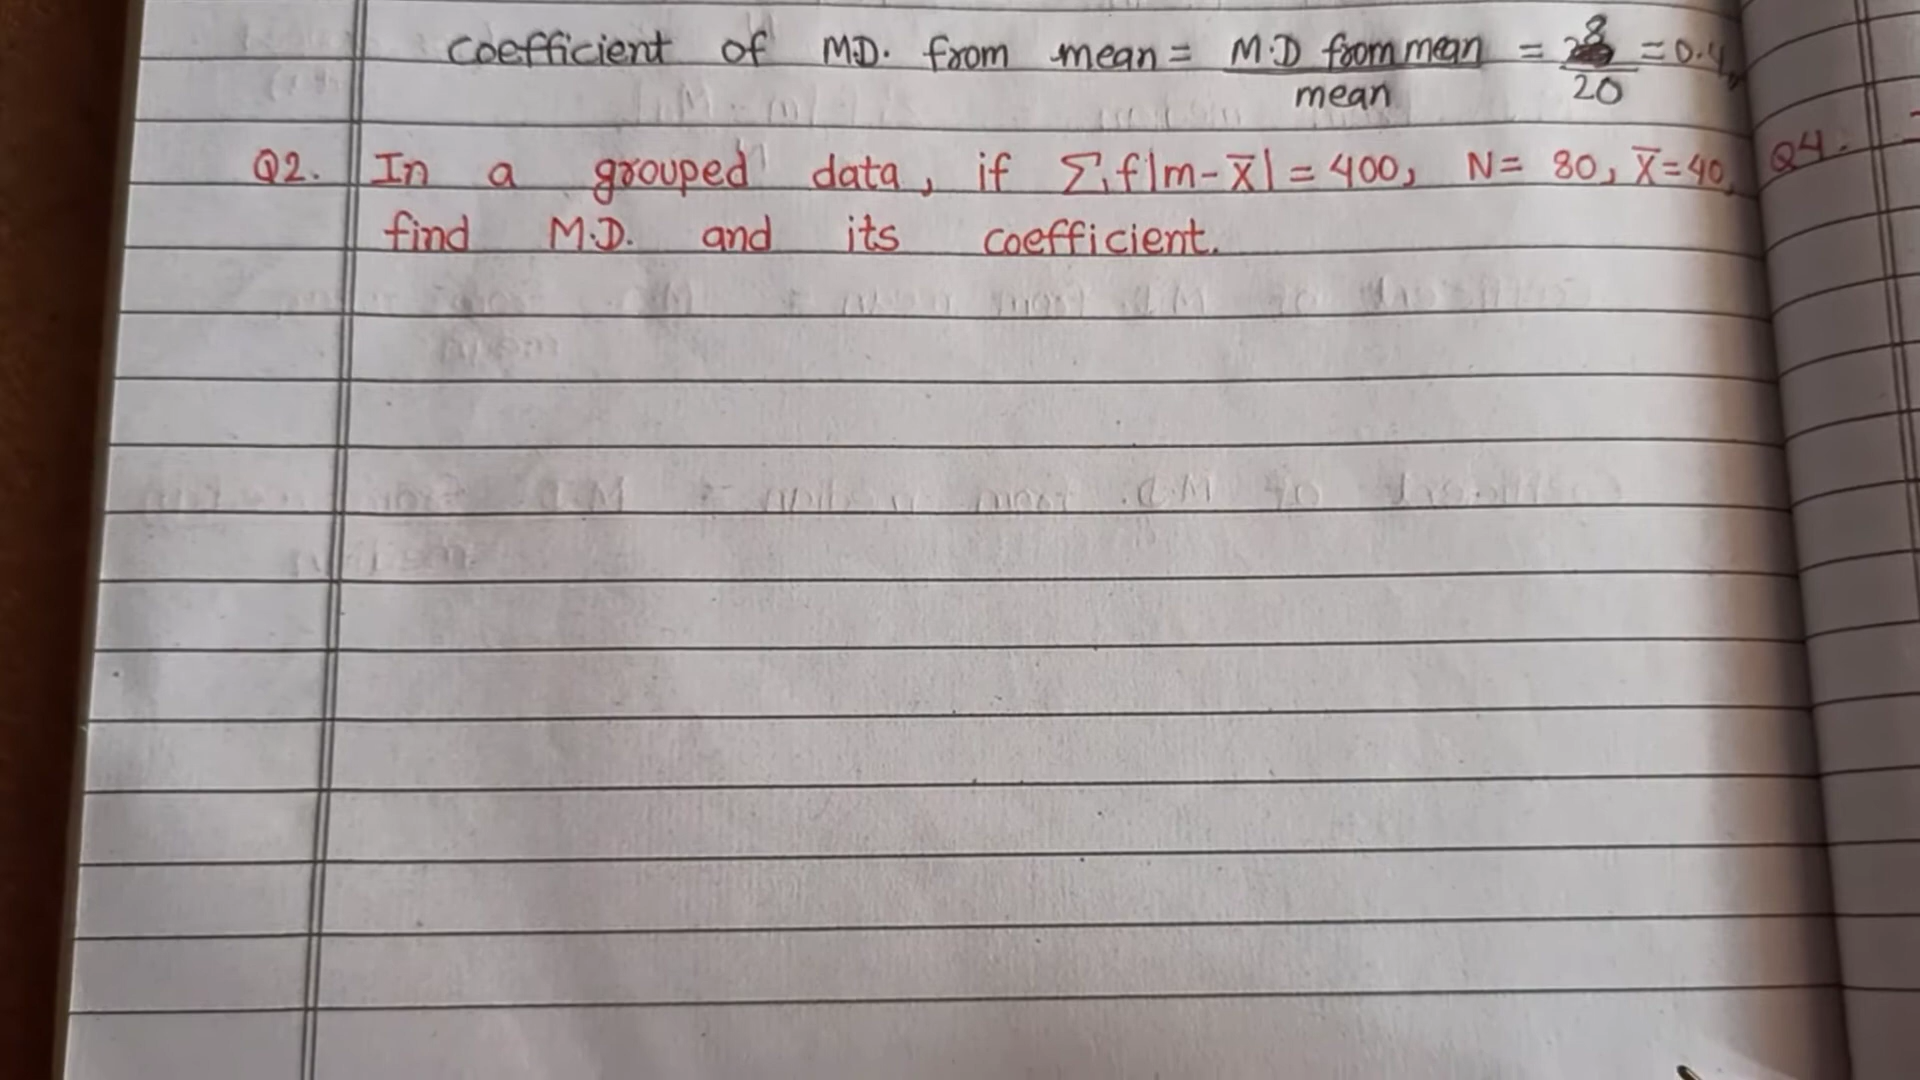 coefficient of M.D. from mean = M.D from mean / mean = 8/20 = 0.4
Q2. In a grouped data, if Σ f|m-x̄| = 400, N= 80, x̄=40,
find M.D. and its coefficient.
Q4.